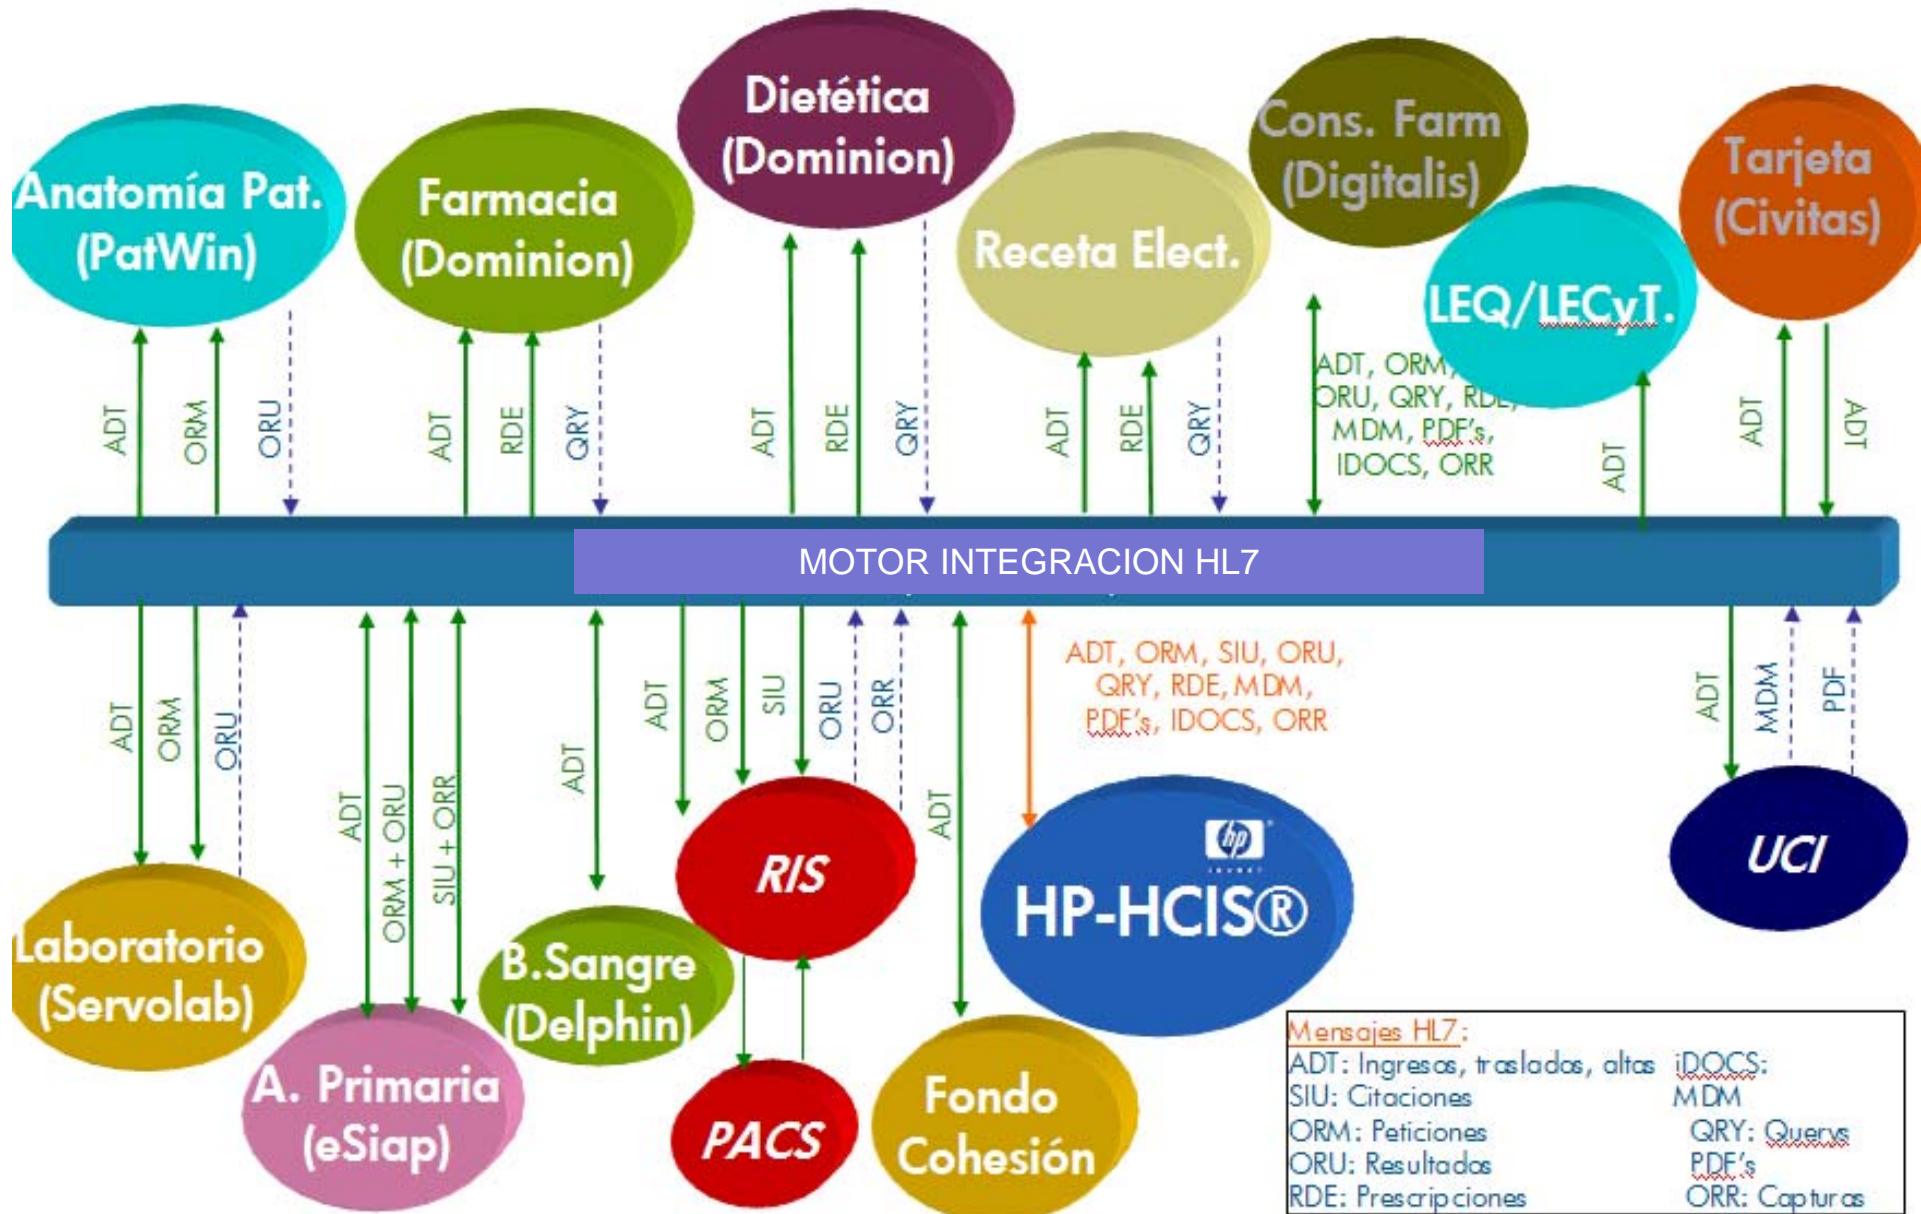 Anatomía Pat.
(PatWin)
Farmacia
(Dominion)
Dietética
(Dominion)
Receta Elect.
Cons. Farm
(Digitalis)
LEQ/LECyT.
Tarjeta
(Civitas)
ADT
ORM
ORU
ADT
RDE
QRY
ADT
RDE
QRY
ADT
RDE
QRY
ADT, ORM,
ORU, QRY, RDE,
MDM, PDF's,
IDOCS, ORR
ADT
ADT
ADT
MOTOR INTEGRACION HL7
ADT
ORM
ORU
ADT
ORM + ORU
SIU + ORR
ADT
ADT
ORM
SIU
ORU
ORR
ADT
ADT, ORM, SIU, ORU,
QRY, RDE, MDM,
PDF's, IDOCS, ORR
ADT
MDM
PDF
Laboratorio
(Servolab)
A. Primaria
(eSiap)
B.Sangre
(Delphin)
RIS
PACS
Fondo
Cohesión
hp
invent
HP-HCIS®
UCI
Mensajes HL7:
ADT: Ingresos, traslados, altas iDOCS:
SIU: Citaciones MDM
ORM: Peticiones QRY: Querys
ORU: Resultados PDF's
RDE: Prescripciones ORR: Capturas